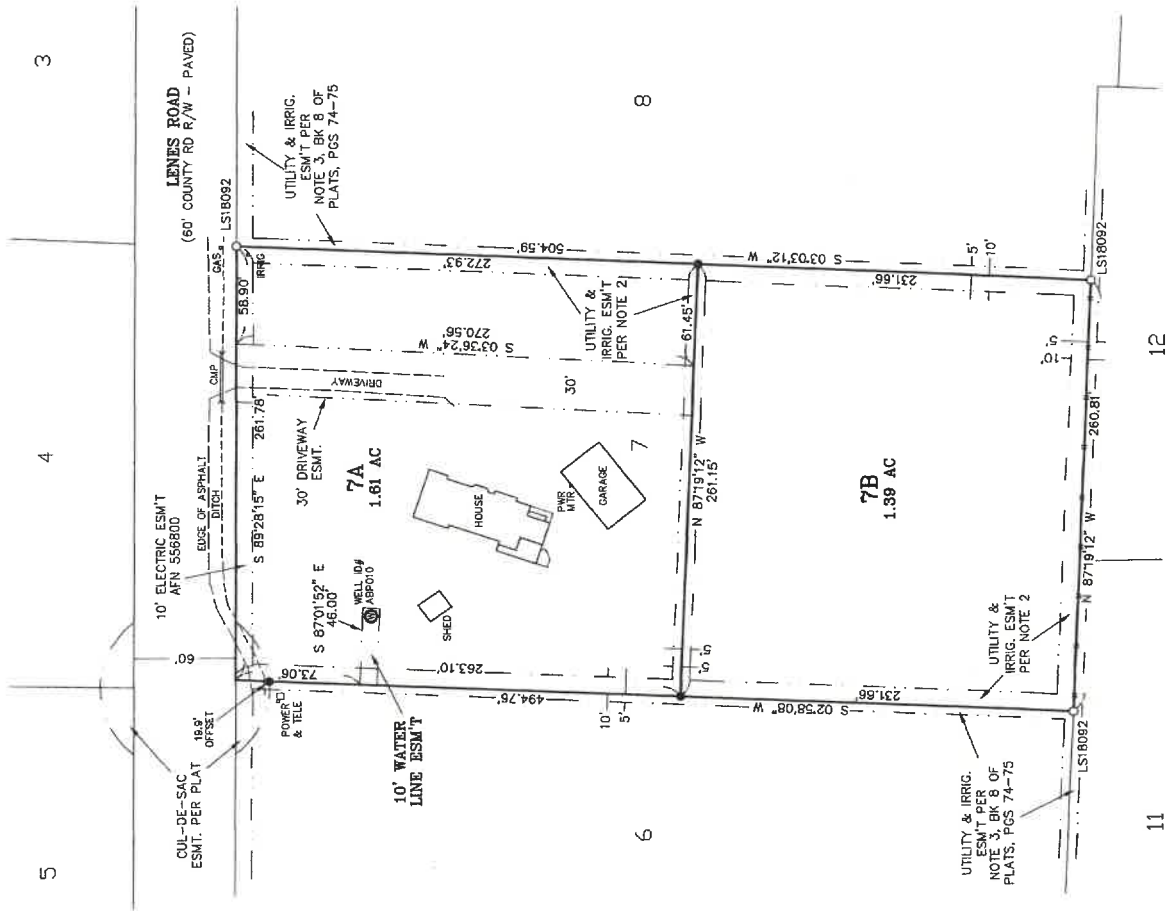 3
4
5
LENES ROAD
(60' COUNTY RD R/W – PAVED)
LS18092
UTILITY & IRRIG.
ESM'T PER
NOTE 3, BK 8 OF
PLATS, PGS 74-75
8
GAS
IRRIG
58.90'
CMP
261.78'
EDGE OF ASPHALT
DITCH
S 89°28'15" E
10' ELECTRIC ESMT
AFN 556800
60'
CUL-DE-SAC
ESMT. PER PLAT
19.9'
OFFSET
POWER
& TELE
73.06'
10' WATER
LINE ESM'T
S 87°01'52" E
46.00'
WELL ID#
ABP010
W
SHED
HOUSE
PWR
MTR.
GARAGE
7A
1.61 AC
7
30' DRIVEWAY
ESMT.
DRIVEWAY
30'
S 03°36'24" W
270.56'
272.93'
504.59'
S 03°03'12" W
231.66'
UTILITY &
IRRIG. ESM'T
PER NOTE 2
61.45'
N 87°19'12" W
261.15'
263.10'
494.76'
10'
5'
5'
5'
S 02°58'08" W
231.66'
6
7B
1.39 AC
5'
10'
5'
10'
LS18092
260.81'
N 87°19'12" W
UTILITY &
IRRIG. ESM'T
PER NOTE 2
LS18092
UTILITY & IRRIG.
ESM'T PER
NOTE 3, BK 8 OF
PLATS, PGS 74-75
12
11